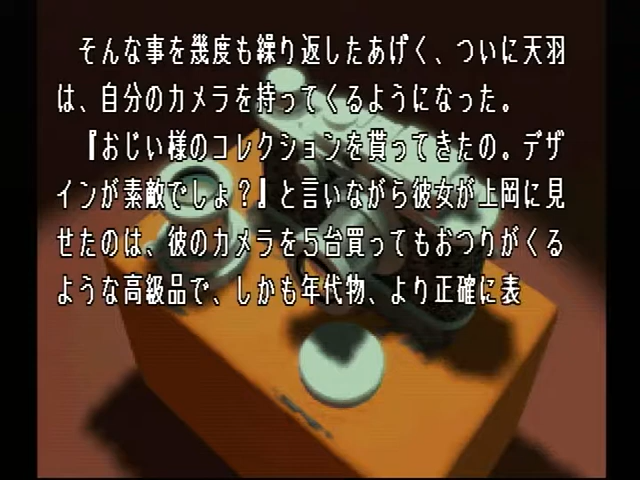 そんな事を幾度も繰り返したあげく、ついに天羽
は、自分のカメラを持ってくるようになった。
『おじい様のコレクションを貰ってきたの。デザ
インが素敵でしょ？』と言いながら彼女が上岡に見
せたのは、彼のカメラを５台買ってもおつりがくる
ような高級品で、しかも年代物、より正確に表